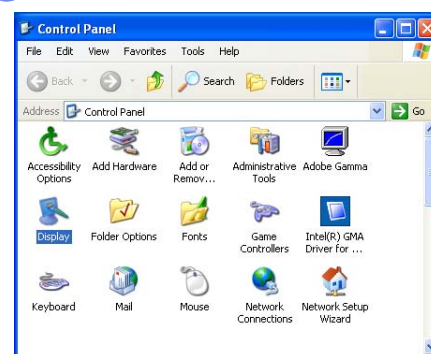 Control Panel
File Edit View Favorites Tools Help
Back Search Folders
Address Control Panel Go
Accessibility Options
Add Hardware
Add or Remov...
Administrative Tools
Adobe Gamma
Display
Folder Options
Fonts
Game Controllers
Intel(R) GMA Driver for ...
Keyboard
Mail
Mouse
Network Connections
Network Setup Wizard